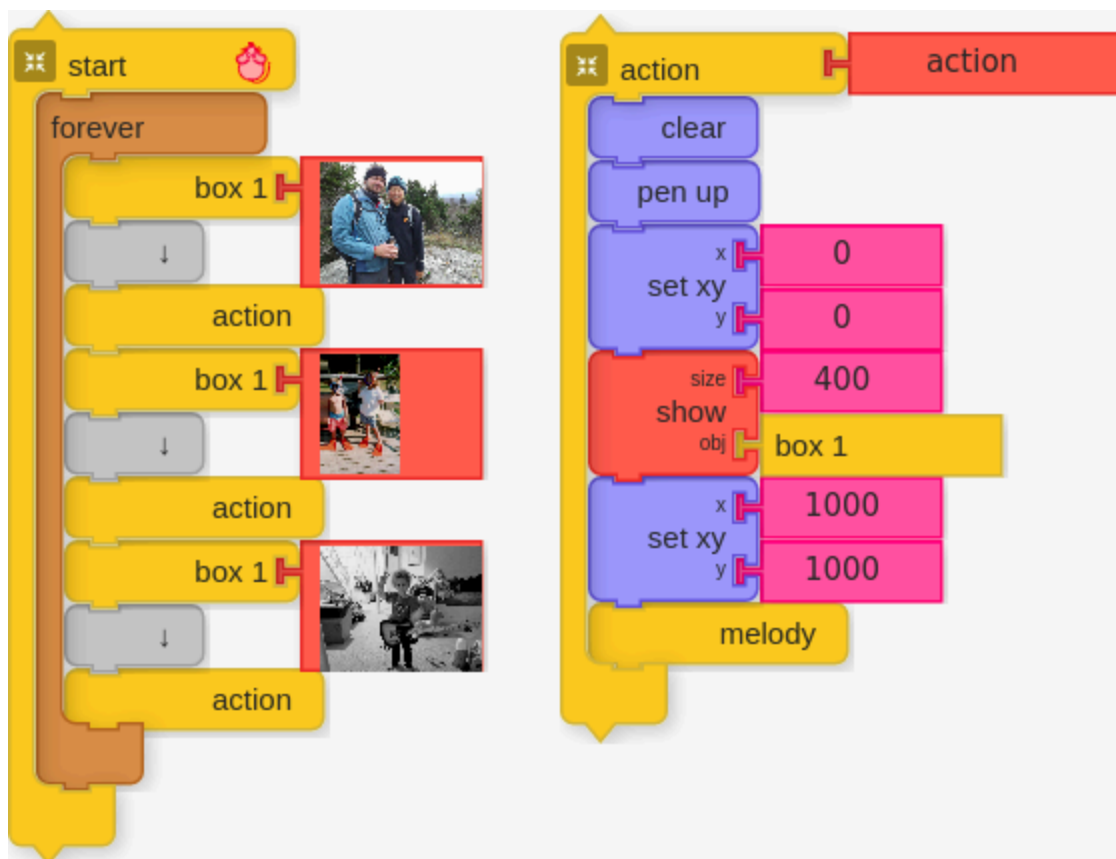 start
forever
box 1
↓
action
box 1
↓
action
box 1
↓
action
action action
clear
pen up
x 0
set xy
y 0
size 400
show
obj box 1
x 1000
set xy
y 1000
melody